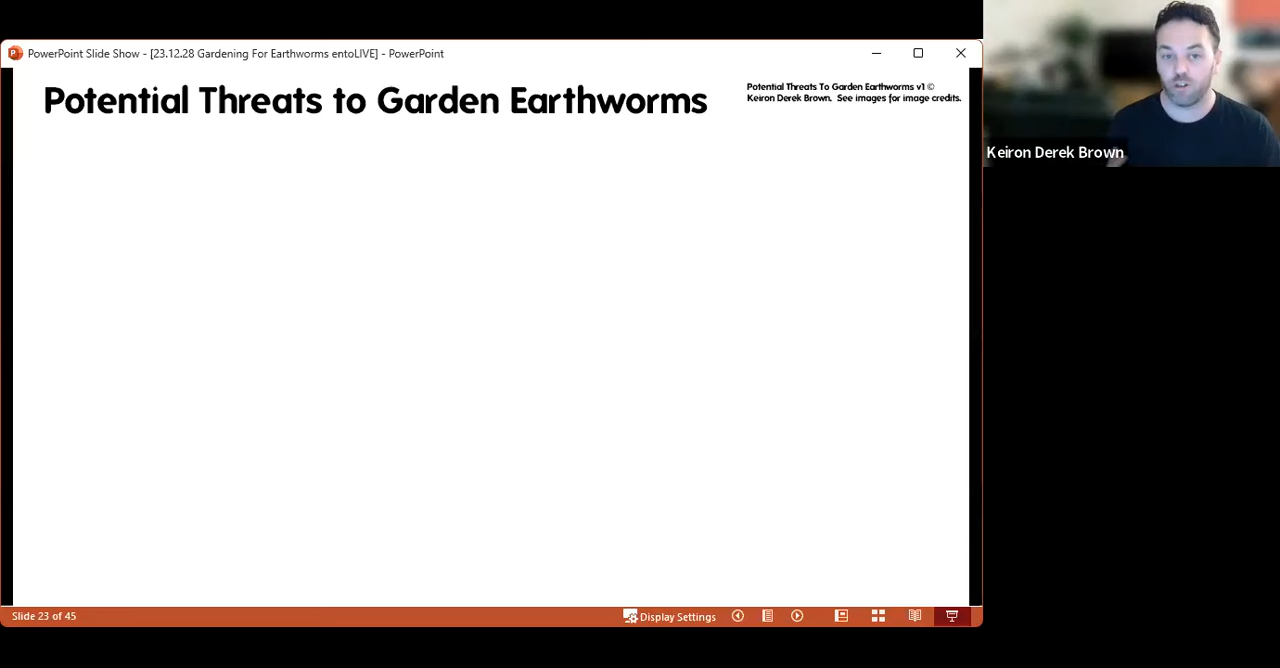 PowerPoint Slide Show - [23.12.28 Gardening For Earthworms entoLIVE] - PowerPoint
Potential Threats to Garden Earthworms
Potential Threats To Garden Earthworms v1 ©
Keiron Derek Brown. See images for image credits.
Keiron Derek Brown
Slide 23 of 45
Display Settings